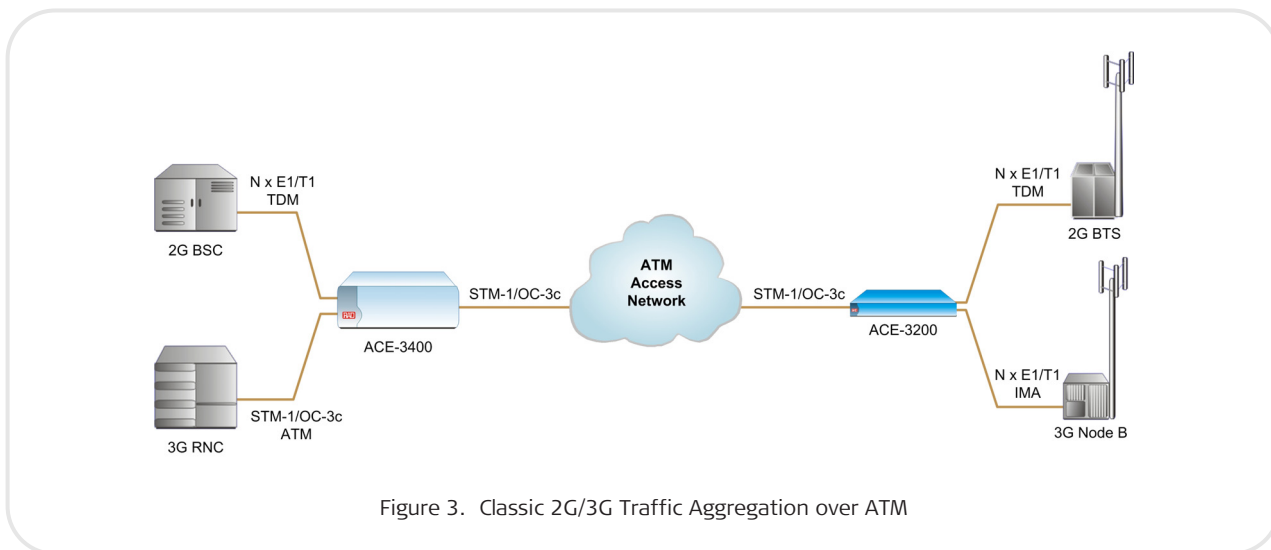 N x E1/T1
TDM
2G BSC
3G RNC
STM-1/OC-3c
ATM
RAD
ACE-3400
STM-1/OC-3c
ATM
Access
Network
STM-1/OC-3c
ACE-3200
N x E1/T1
TDM
2G BTS
N x E1/T1
IMA
3G Node B
Figure 3. Classic 2G/3G Traffic Aggregation over ATM